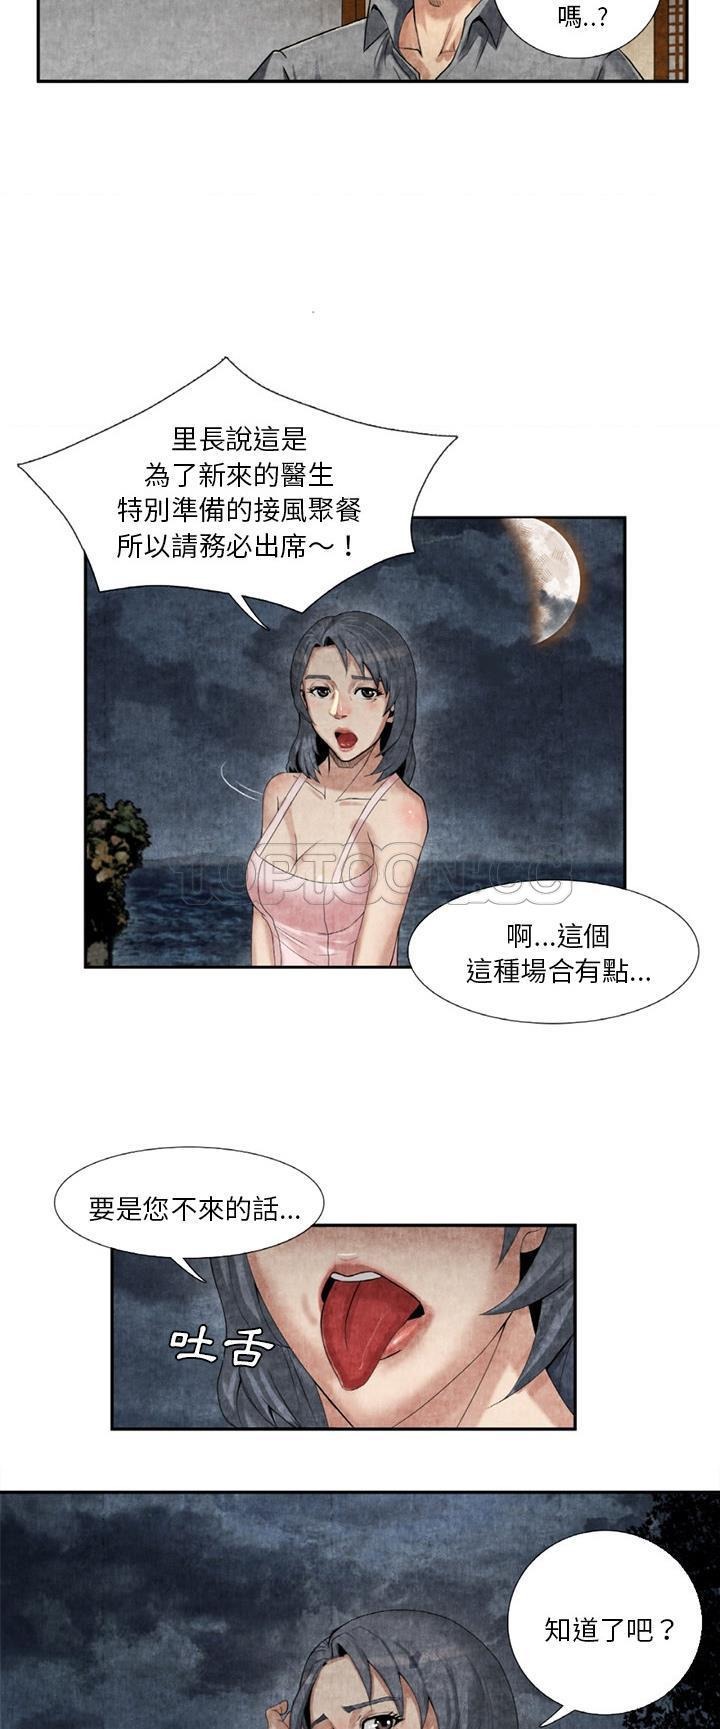 嗎..?
里長說這是
為了新來的醫生
特別準備的接風聚餐
所以請務必出席～！
TOPTOON.CC
啊...這個
這種場合有點...
要是您不來的話...
吐舌
知道了吧？